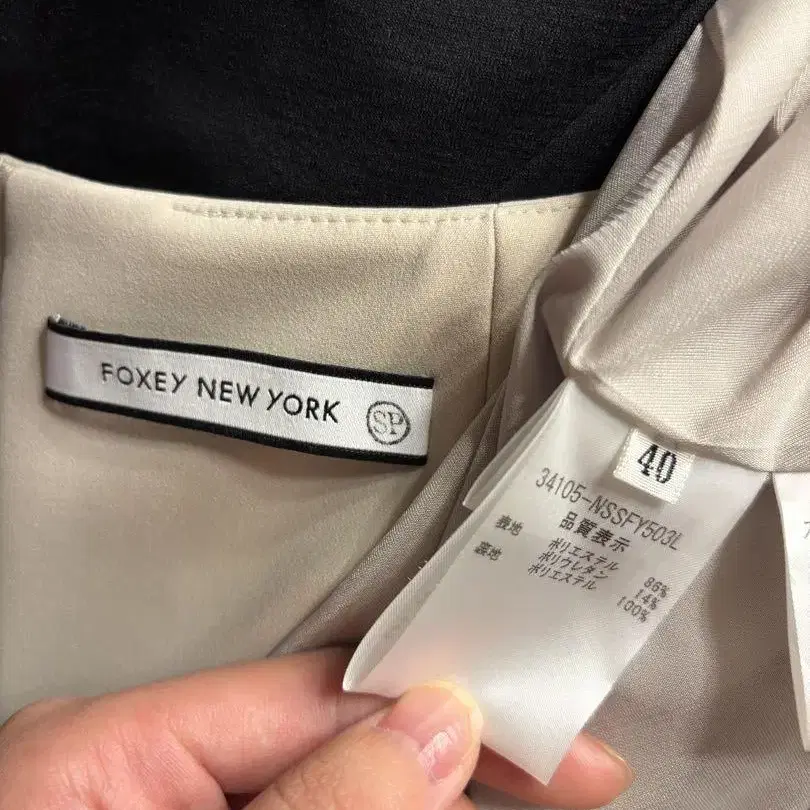 FOXEY NEW YORK SP
40
34105-NSSFY503L
品質表示
表地 ポリエステル 86%
ポリウレタン 14%
裏地 ポリエステル 100%